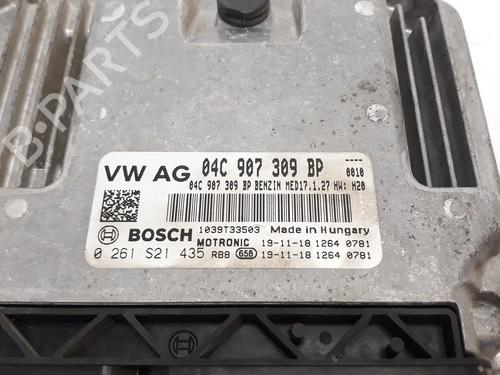 VW AG 04C 907 309 BP ----
0010
04C 907 309 BP BENZIN MED17.1.27 HW: H20
BOSCH 1039T33503 Made in Hungary
MOTRONIC 19-11-18 1264 0781
0 261 S21 435 RB8 658 19-11-18 1264 0781
B-PARTS